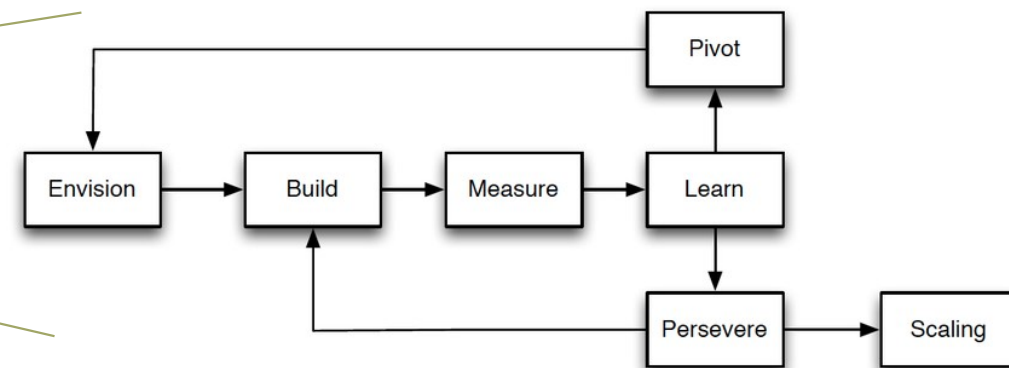 Pivot
Envision
Build
Measure
Learn
Persevere
Scaling